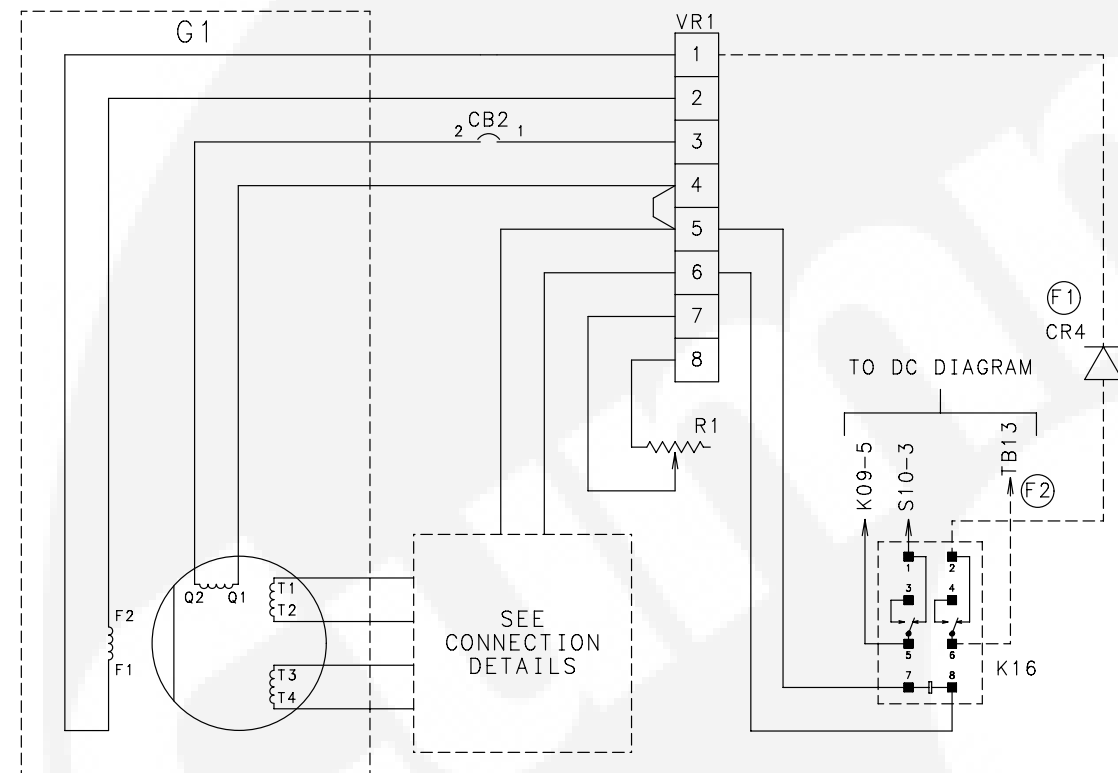 G1
VR1
1
2
3
4
5
6
7
8
2 CB2 1
F1
CR4
TO DC DIAGRAM
R1
K09-5
S10-3
TB13
F2
1 2
3 4
5 6
7 8
K16
Q2 Q1
T1
T2
T3
T4
F2
F1
SEE
CONNECTION
DETAILS